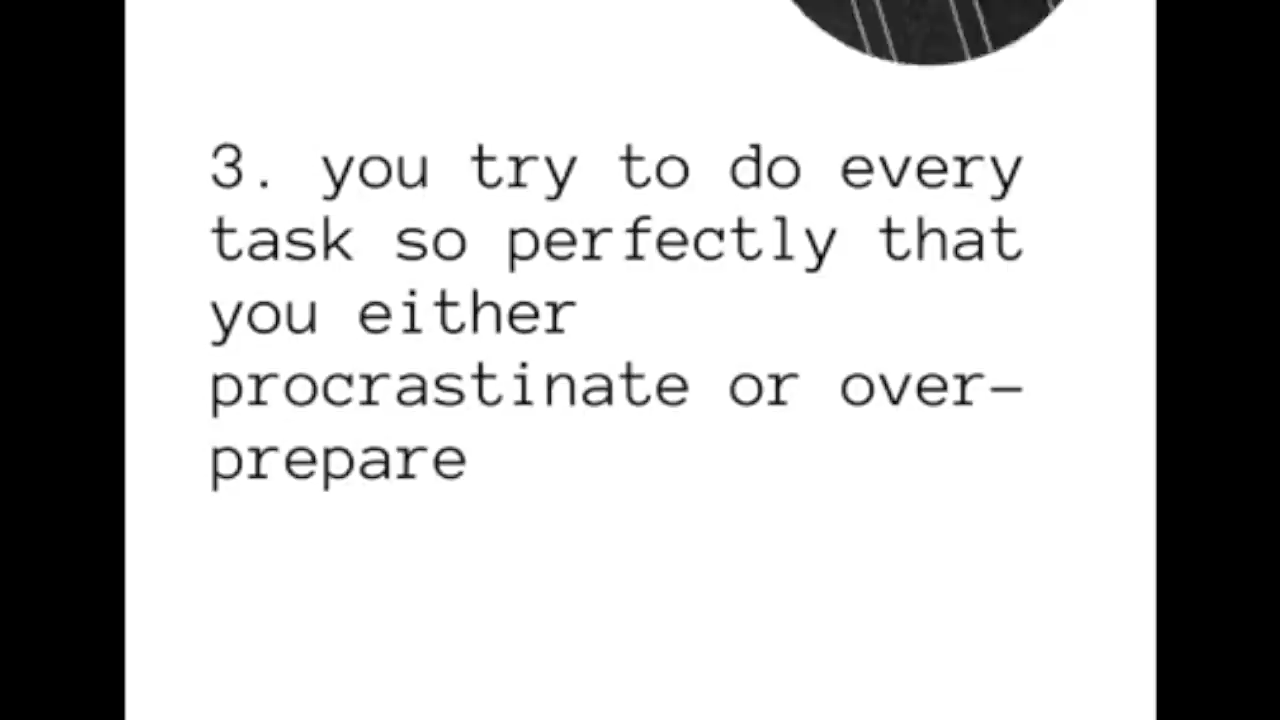 3. you try to do every
task so perfectly that
you either
procrastinate or over-
prepare